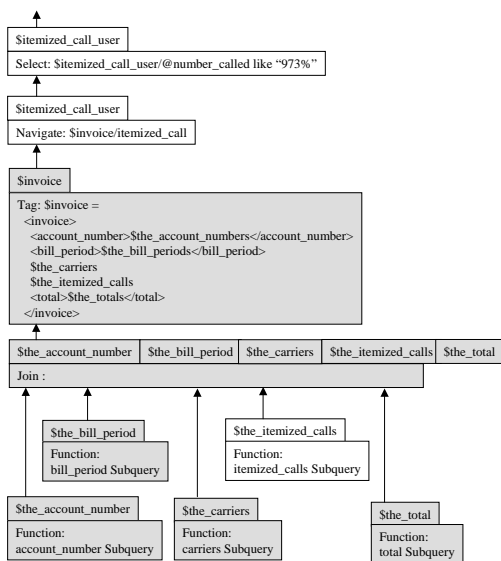 $itemized_call_user
Select: $itemized_call_user/@number_called like “973%”
$itemized_call_user
Navigate: $invoice/itemized_call
$invoice
Tag: $invoice =
<invoice>
<account_number>$the_account_numbers</account_number>
<bill_period>$the_bill_periods</bill_period>
$the_carriers
$the_itemized_calls
<total>$the_totals</total>
</invoice>
$the_account_number $the_bill_period $the_carriers $the_itemized_calls $the_total
Join :
$the_bill_period
Function:
bill_period Subquery
$the_itemized_calls
Function:
itemized_calls Subquery
$the_account_number
Function:
account_number Subquery
$the_carriers
Function:
carriers Subquery
$the_total
Function:
total Subquery